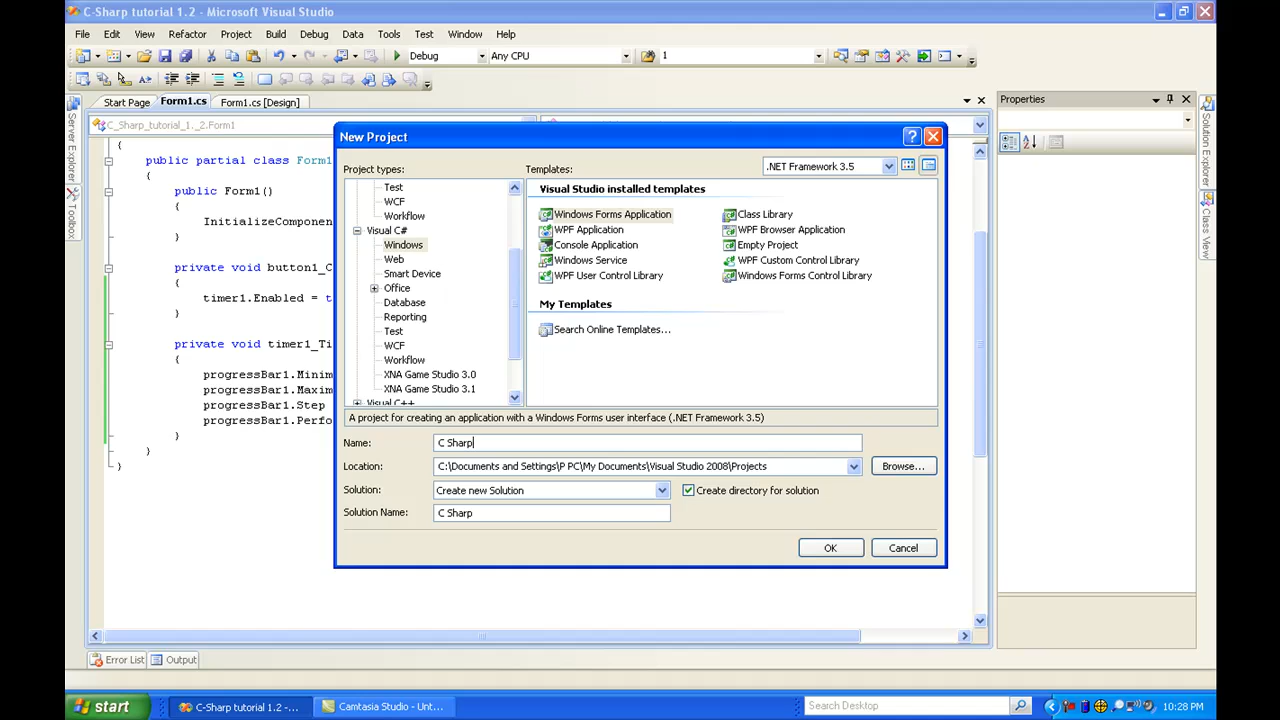 C-Sharp tutorial 1.2 - Microsoft Visual Studio
File Edit View Refactor Project Build Debug Data Tools Test Window Help
Debug Any CPU 1
Start Page Form1.cs Form1.cs [Design]
C_Sharp_tutorial_1._2.Form1
{
public partial class Form1
{
public Form1()
{
InitializeComponen
}
private void button1_C
{
timer1.Enabled = t
}
private void timer1_Ti
{
progressBar1.Minim
progressBar1.Maxim
progressBar1.Step
progressBar1.Perfo
}
}
}
Server Explorer
Toolbox
New Project
Project types:
Test
WCF
Workflow
Visual C#
Windows
Web
Smart Device
Office
Database
Reporting
Test
WCF
Workflow
XNA Game Studio 3.0
XNA Game Studio 3.1
Visual C++
Templates:
.NET Framework 3.5
Visual Studio installed templates
Windows Forms Application
WPF Application
Console Application
Windows Service
WPF User Control Library
Class Library
WPF Browser Application
Empty Project
WPF Custom Control Library
Windows Forms Control Library
My Templates
Search Online Templates...
A project for creating an application with a Windows Forms user interface (.NET Framework 3.5)
Name: C Sharp
Location: C:\Documents and Settings\P PC\My Documents\Visual Studio 2008\Projects Browse...
Solution: Create new Solution Create directory for solution
Solution Name: C Sharp
OK Cancel
Properties
Solution Explorer
Class View
Error List Output
start C-Sharp tutorial 1.2 - ... Camtasia Studio - Unt... Search Desktop 10:28 PM